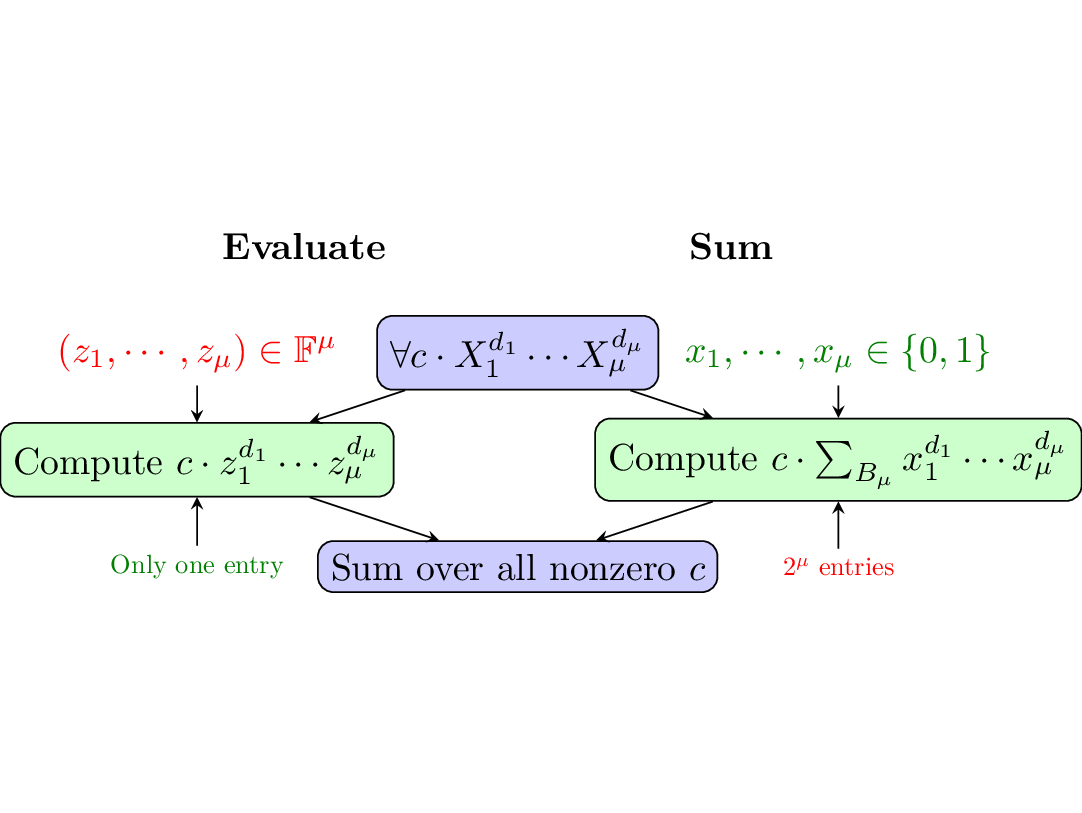 Evaluate
Sum
$(z_1, \cdots, z_\mu) \in \mathbb{F}^\mu$
$\forall c \cdot X_1^{d_1} \cdots X_\mu^{d_\mu}$
$x_1, \cdots, x_\mu \in \{0, 1\}$
Compute $c \cdot z_1^{d_1} \cdots z_\mu^{d_\mu}$
Compute $c \cdot \sum_{B_\mu} x_1^{d_1} \cdots x_\mu^{d_\mu}$
Only one entry
Sum over all nonzero $c$
$2^\mu$ entries